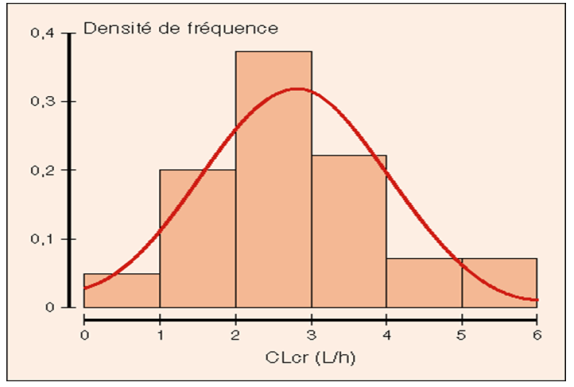 Densité de fréquence
0,4
0,3
0,2
0,1
0
0 1 2 3 4 5 6
CLcr (L/h)